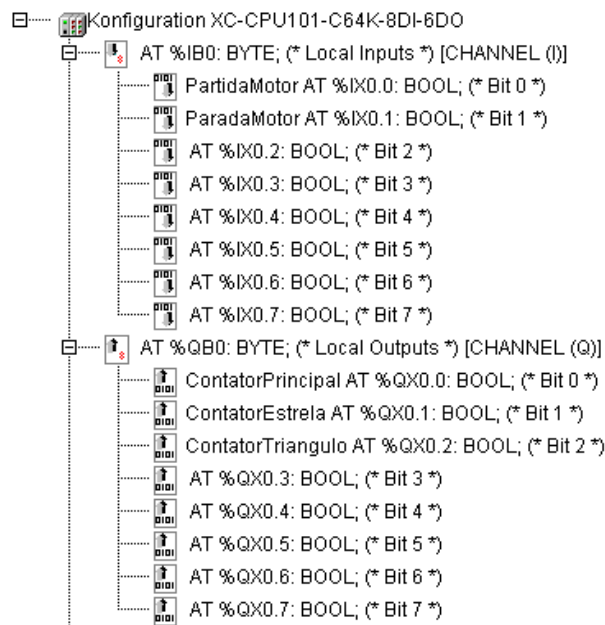 Konfiguration XC-CPU101-C64K-8DI-6DO
AT %IB0: BYTE; (* Local Inputs *) [CHANNEL (I)]
PartidaMotor AT %IX0.0: BOOL; (* Bit 0 *)
ParadaMotor AT %IX0.1: BOOL; (* Bit 1 *)
AT %IX0.2: BOOL; (* Bit 2 *)
AT %IX0.3: BOOL; (* Bit 3 *)
AT %IX0.4: BOOL; (* Bit 4 *)
AT %IX0.5: BOOL; (* Bit 5 *)
AT %IX0.6: BOOL; (* Bit 6 *)
AT %IX0.7: BOOL; (* Bit 7 *)
AT %QB0: BYTE; (* Local Outputs *) [CHANNEL (Q)]
ContatorPrincipal AT %QX0.0: BOOL; (* Bit 0 *)
ContatorEstrela AT %QX0.1: BOOL; (* Bit 1 *)
ContatorTriangulo AT %QX0.2: BOOL; (* Bit 2 *)
AT %QX0.3: BOOL; (* Bit 3 *)
AT %QX0.4: BOOL; (* Bit 4 *)
AT %QX0.5: BOOL; (* Bit 5 *)
AT %QX0.6: BOOL; (* Bit 6 *)
AT %QX0.7: BOOL; (* Bit 7 *)